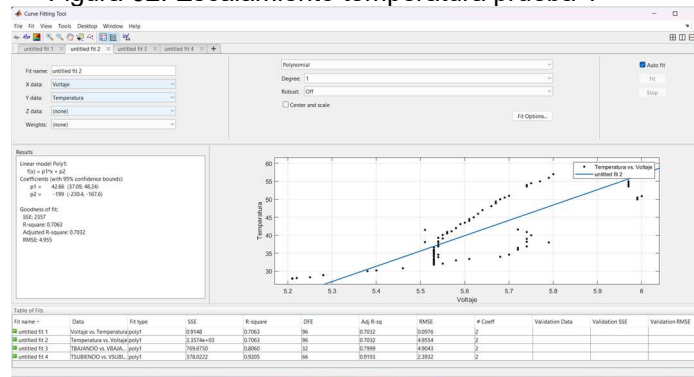 Figura 62. Escalamiento temperatura prueba 1
Curve Fitting Tool
File Fit View Tools Desktop Window Help
untitled fit 1 untitled fit 2 untitled fit 3 untitled fit 4
Fit name: untitled fit 2
X data: Voltaje
Y data: Temperatura
Z data: (none)
Weights: (none)
Polynomial
Degree: 1
Robust: Off
Center and scale
Fit Options...
Auto fit
Fit
Stop
Results
Linear model Poly1:
f(x) = p1*x + p2
Coefficients (with 95% confidence bounds):
p1 = 42.66 (37.09, 48.24)
p2 = -199 (-230.4, -167.6)
Goodness of fit:
SSE: 2357
R-square: 0.7063
Adjusted R-square: 0.7032
RMSE: 4.955
Temperatura vs. Voltaje
untitled fit 2
Temperatura
60
55
50
45
40
35
30
5.2 5.3 5.4 5.5 5.6 5.7 5.8 5.9 6
Voltaje
Table of Fits
Fit name Data Fit type SSE R-square DFE Adj R-sq RMSE # Coeff Validation Data Validation SSE Validation RMSE
untitled fit 1 Voltaje vs. Temperatura poly1 0.9148 0.7063 96 0.7032 0.0976 2
untitled fit 2 Temperatura vs. Voltaje poly1 2.3574e+03 0.7063 96 0.7032 4.9554 2
untitled fit 3 TBAJANDO vs. VBAJA... poly1 769.6750 0.8060 32 0.7999 4.9043 2
untitled fit 4 TSUBIENDO vs. VSUBI... poly1 378.0222 0.9205 66 0.9193 2.3932 2